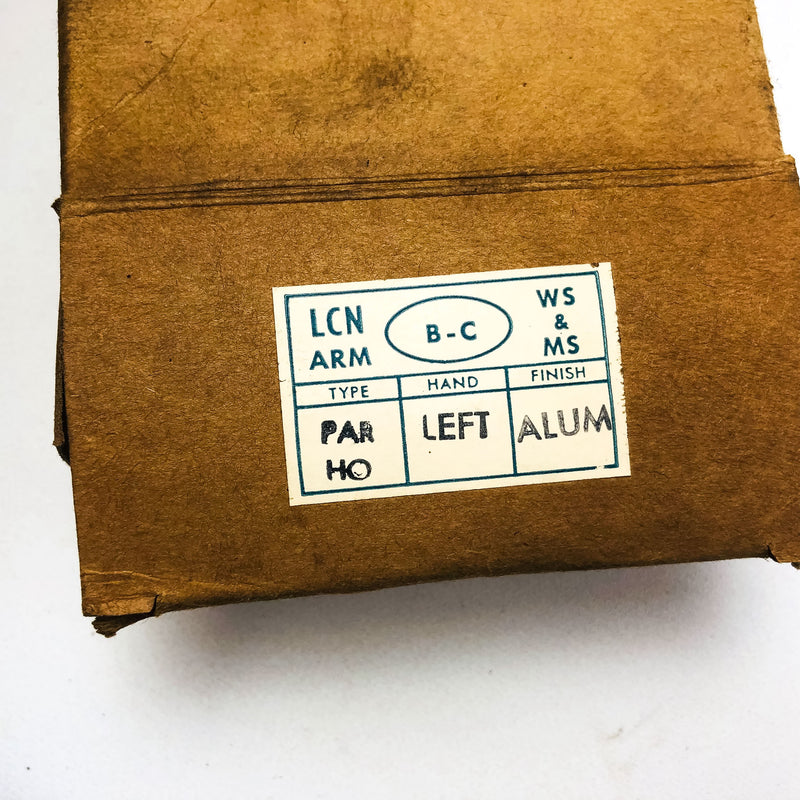 LCN
ARM
B-C
WS
&
MS
TYPE HAND FINISH
PAR LEFT ALUM
HO